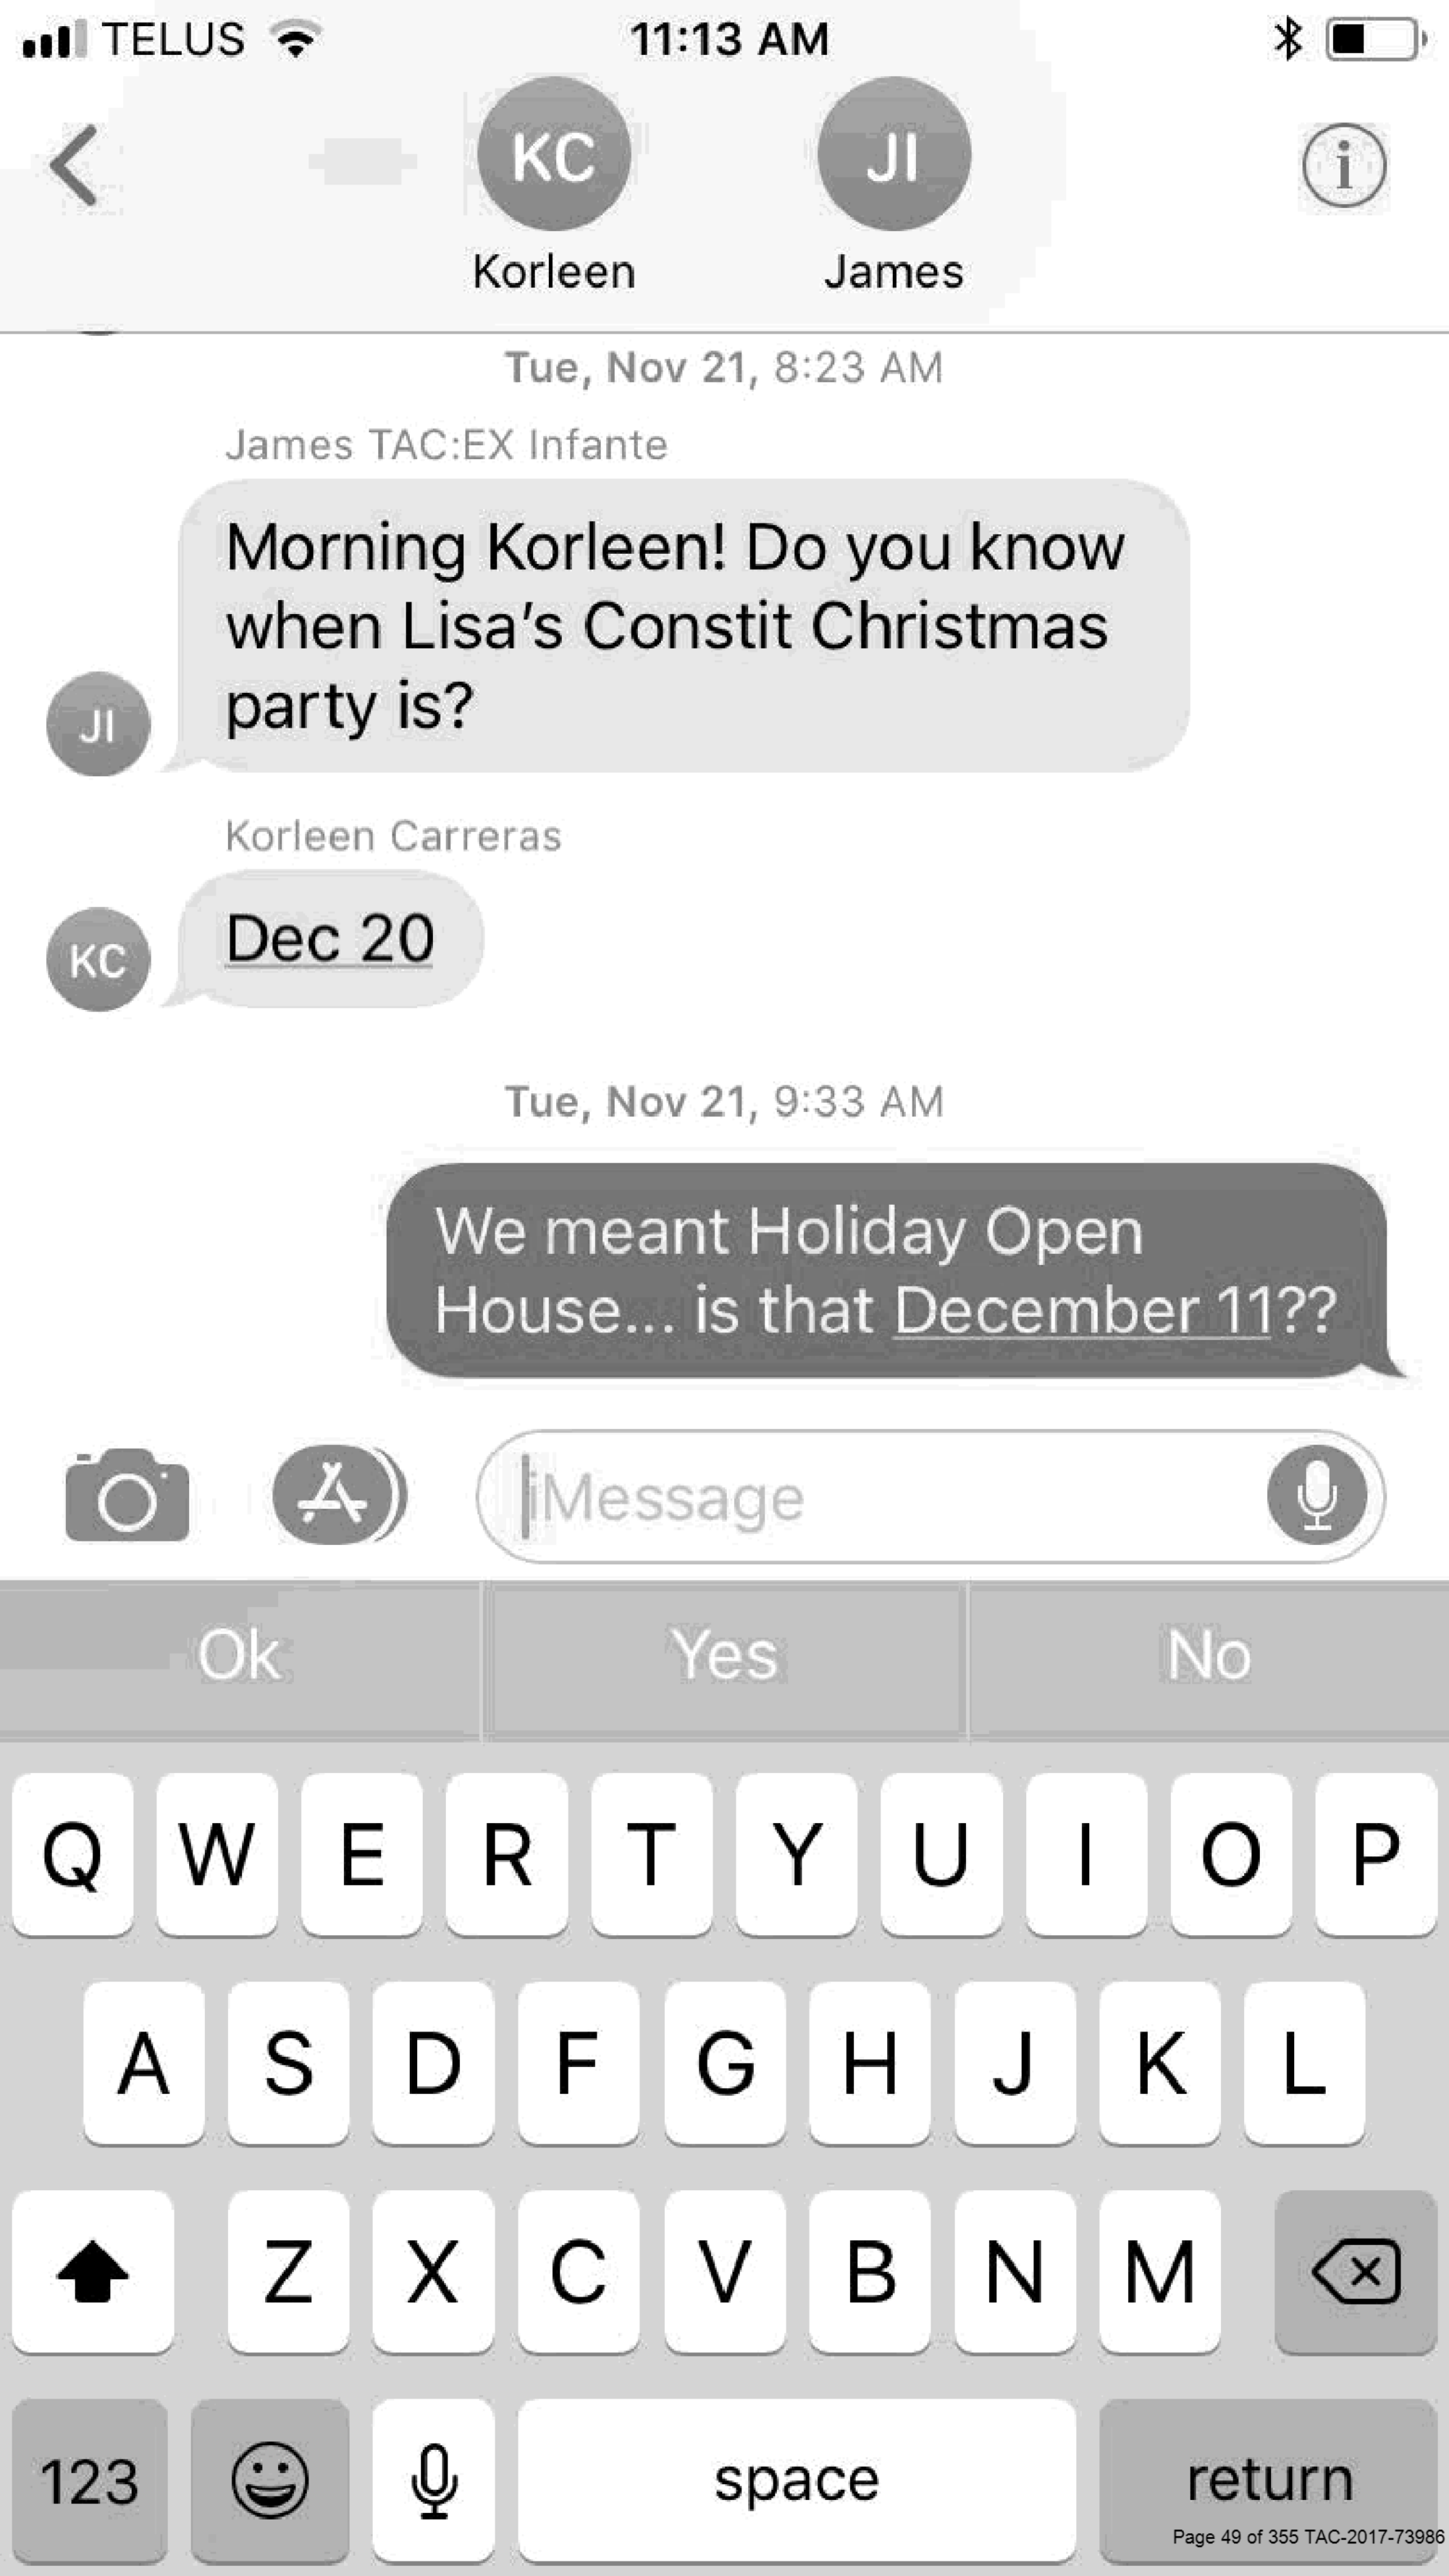 TELUS 11:13 AM
KC JI
Korleen James
Tue, Nov 21, 8:23 AM
James TAC:EX Infante
Morning Korleen! Do you know
when Lisa's Constit Christmas
party is?
JI
Korleen Carreras
Dec 20
KC
Tue, Nov 21, 9:33 AM
We meant Holiday Open
House... is that December 11??
iMessage
Ok Yes No
Q W E R T Y U I O P
A S D F G H J K L
Z X C V B N M
123 space return
Page 49 of 355 TAC-2017-73986